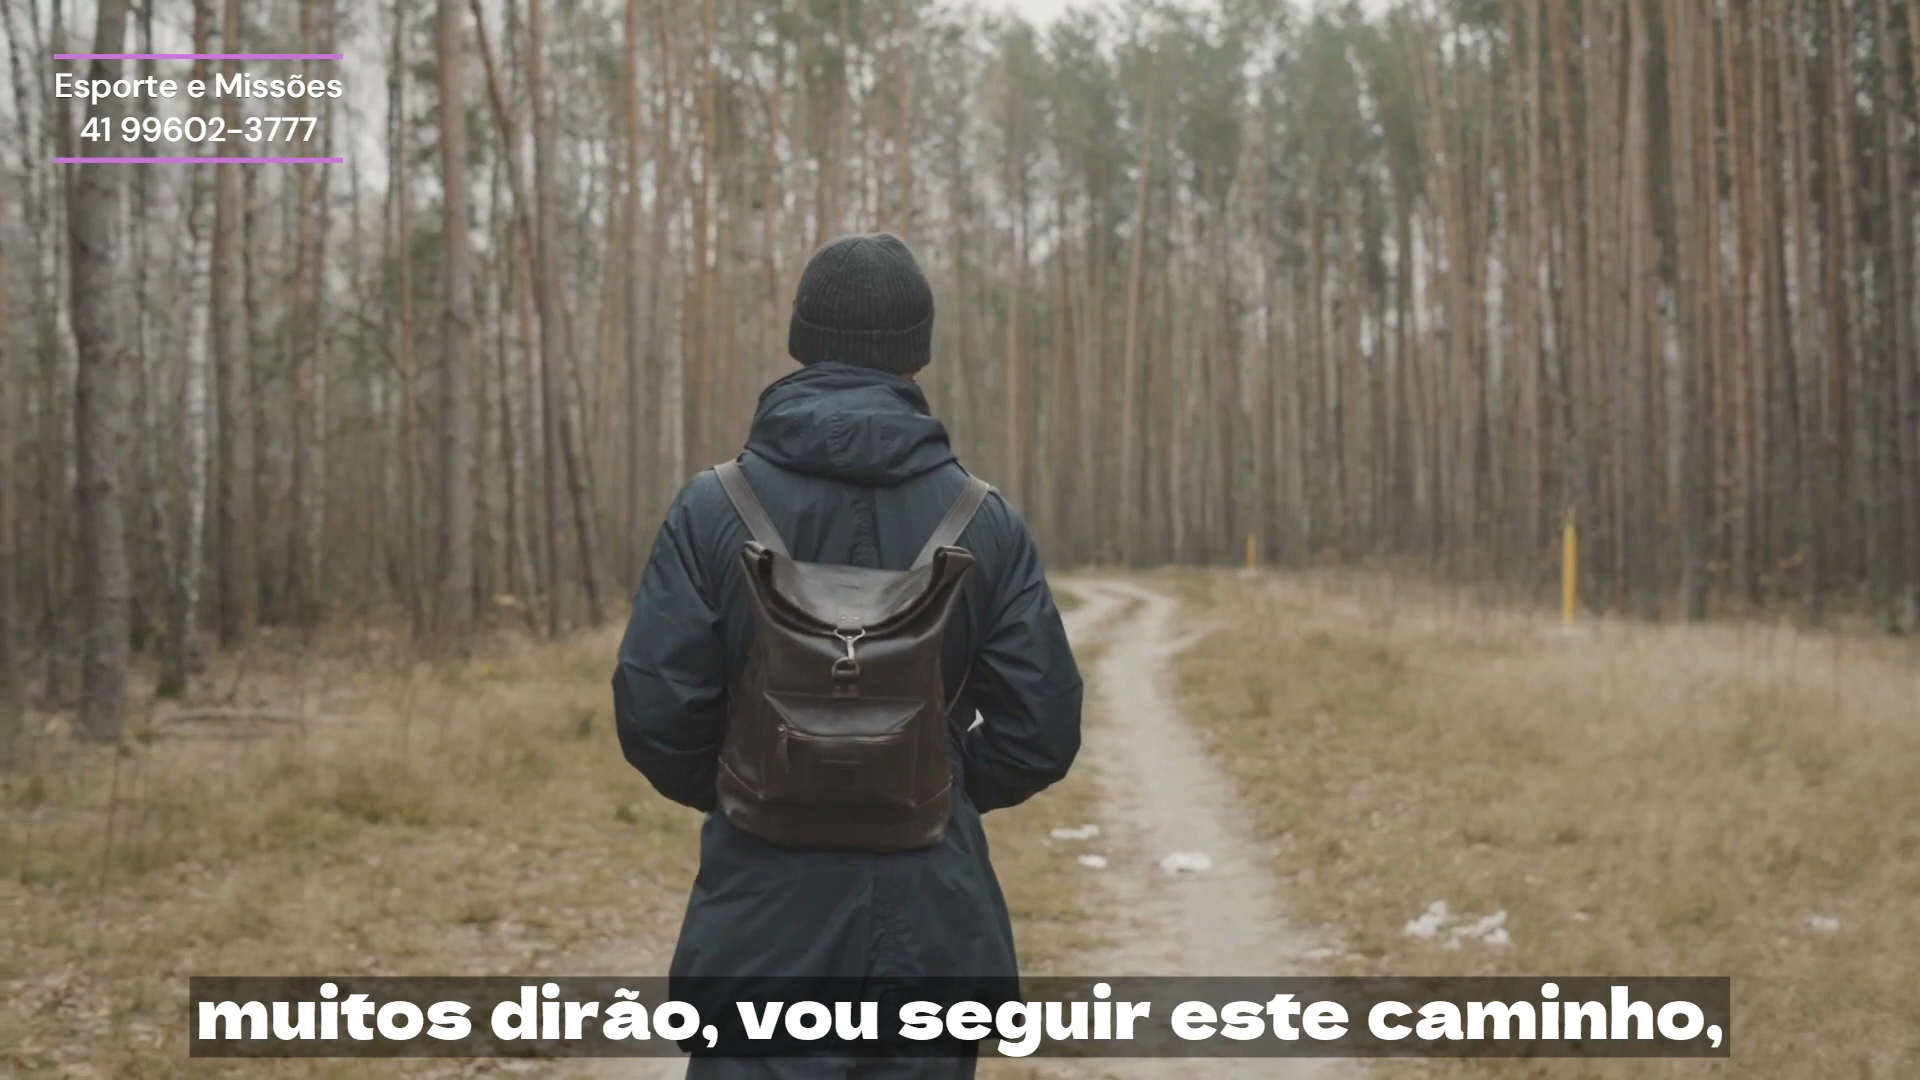 Esporte e Missões
41 99602-3777
muitos dirão, vou seguir este caminho,